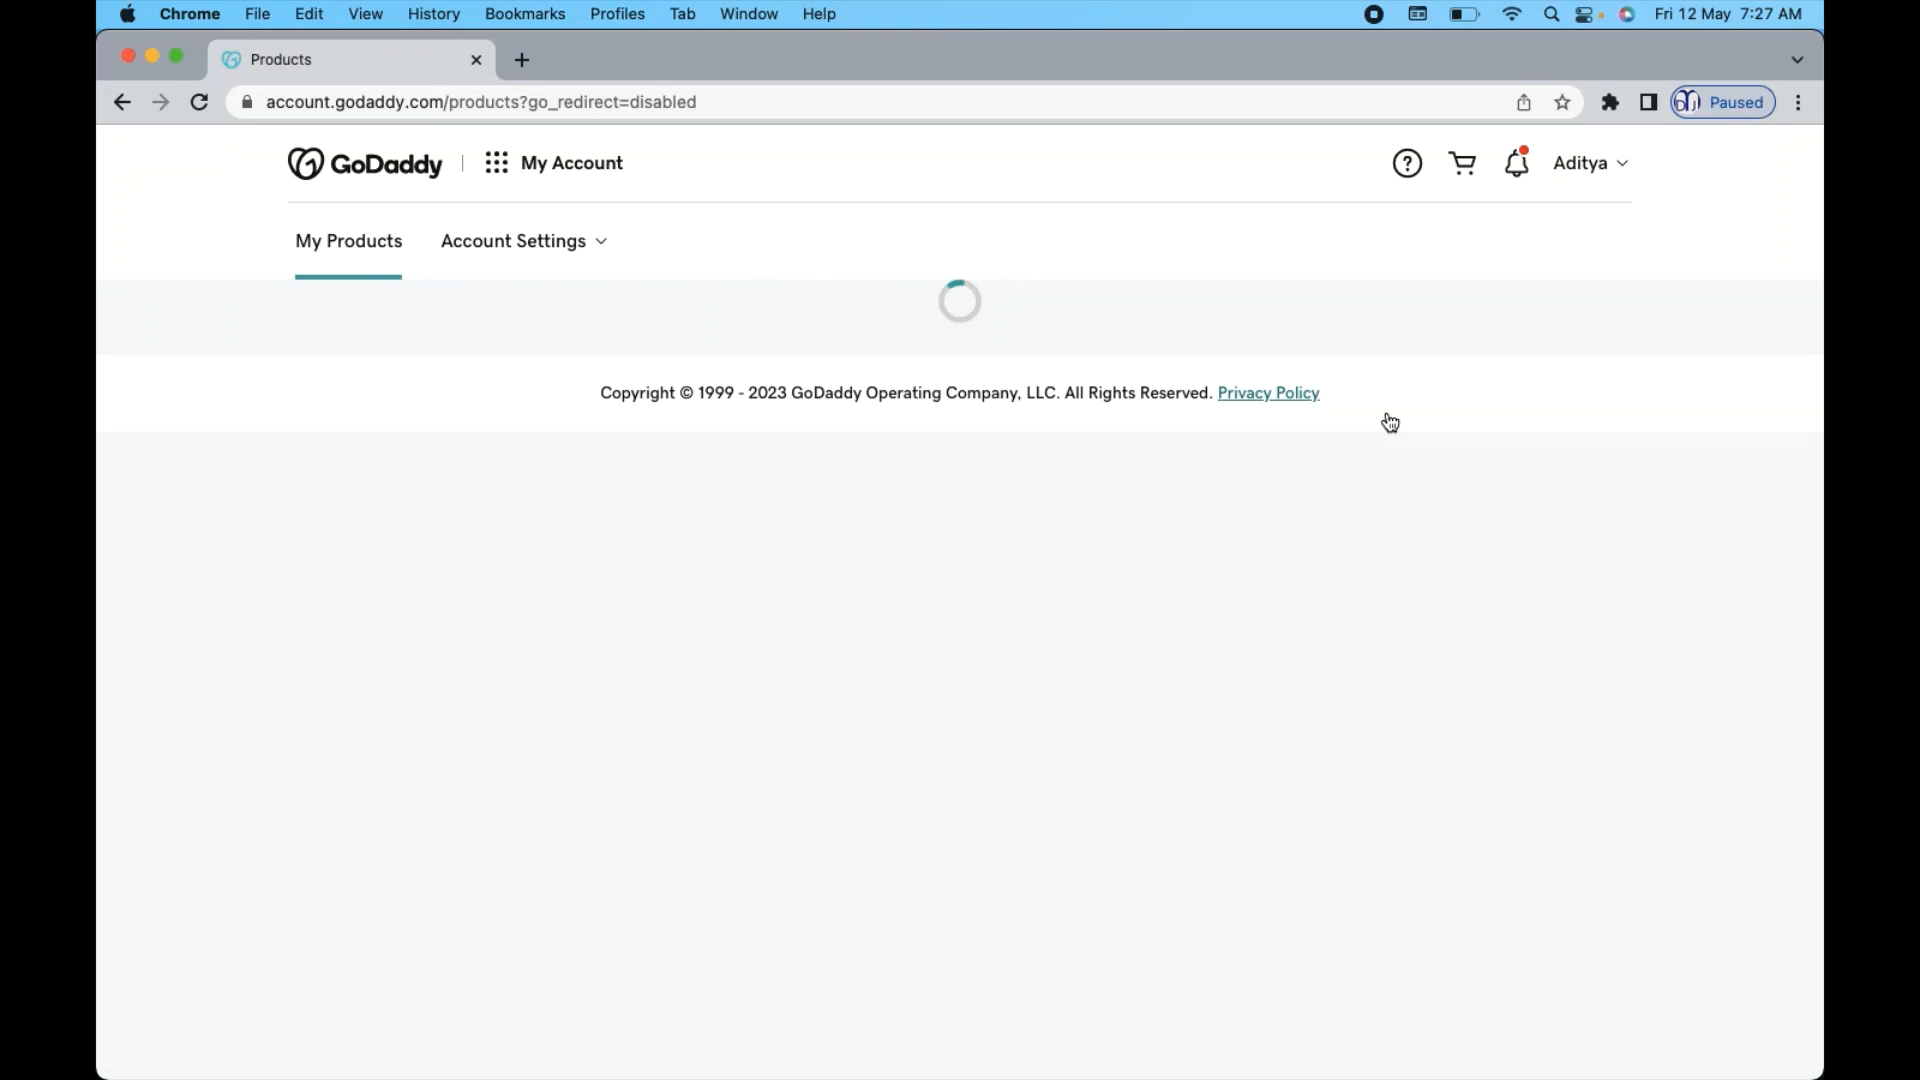 Chrome File Edit View History Bookmarks Profiles Tab Window Help Fri 12 May 7:27 AM
Products
account.godaddy.com/products?go_redirect=disabled Paused
GoDaddy My Account Aditya
My Products Account Settings
Copyright © 1999 - 2023 GoDaddy Operating Company, LLC. All Rights Reserved. Privacy Policy